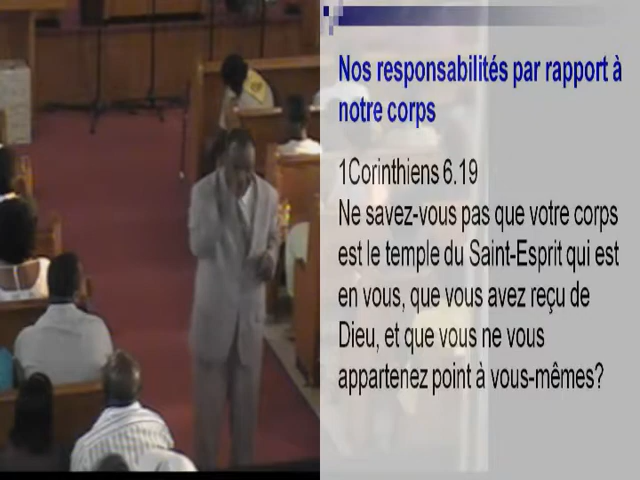 Nos responsabilités par rapport à
notre corps
1Corinthiens 6.19
Ne savez-vous pas que votre corps
est le temple du Saint-Esprit qui est
en vous, que vous avez reçu de
Dieu, et que vous ne vous
appartenez point à vous-mêmes?